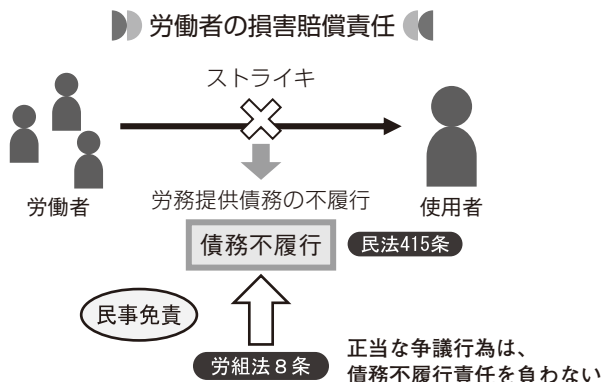 労働者の損害賠償責任
ストライキ
労働者
労務提供債務の不履行
使用者
債務不履行
民法415条
民事免責
労組法8条
正当な争議行為は、
債務不履行責任を負わない